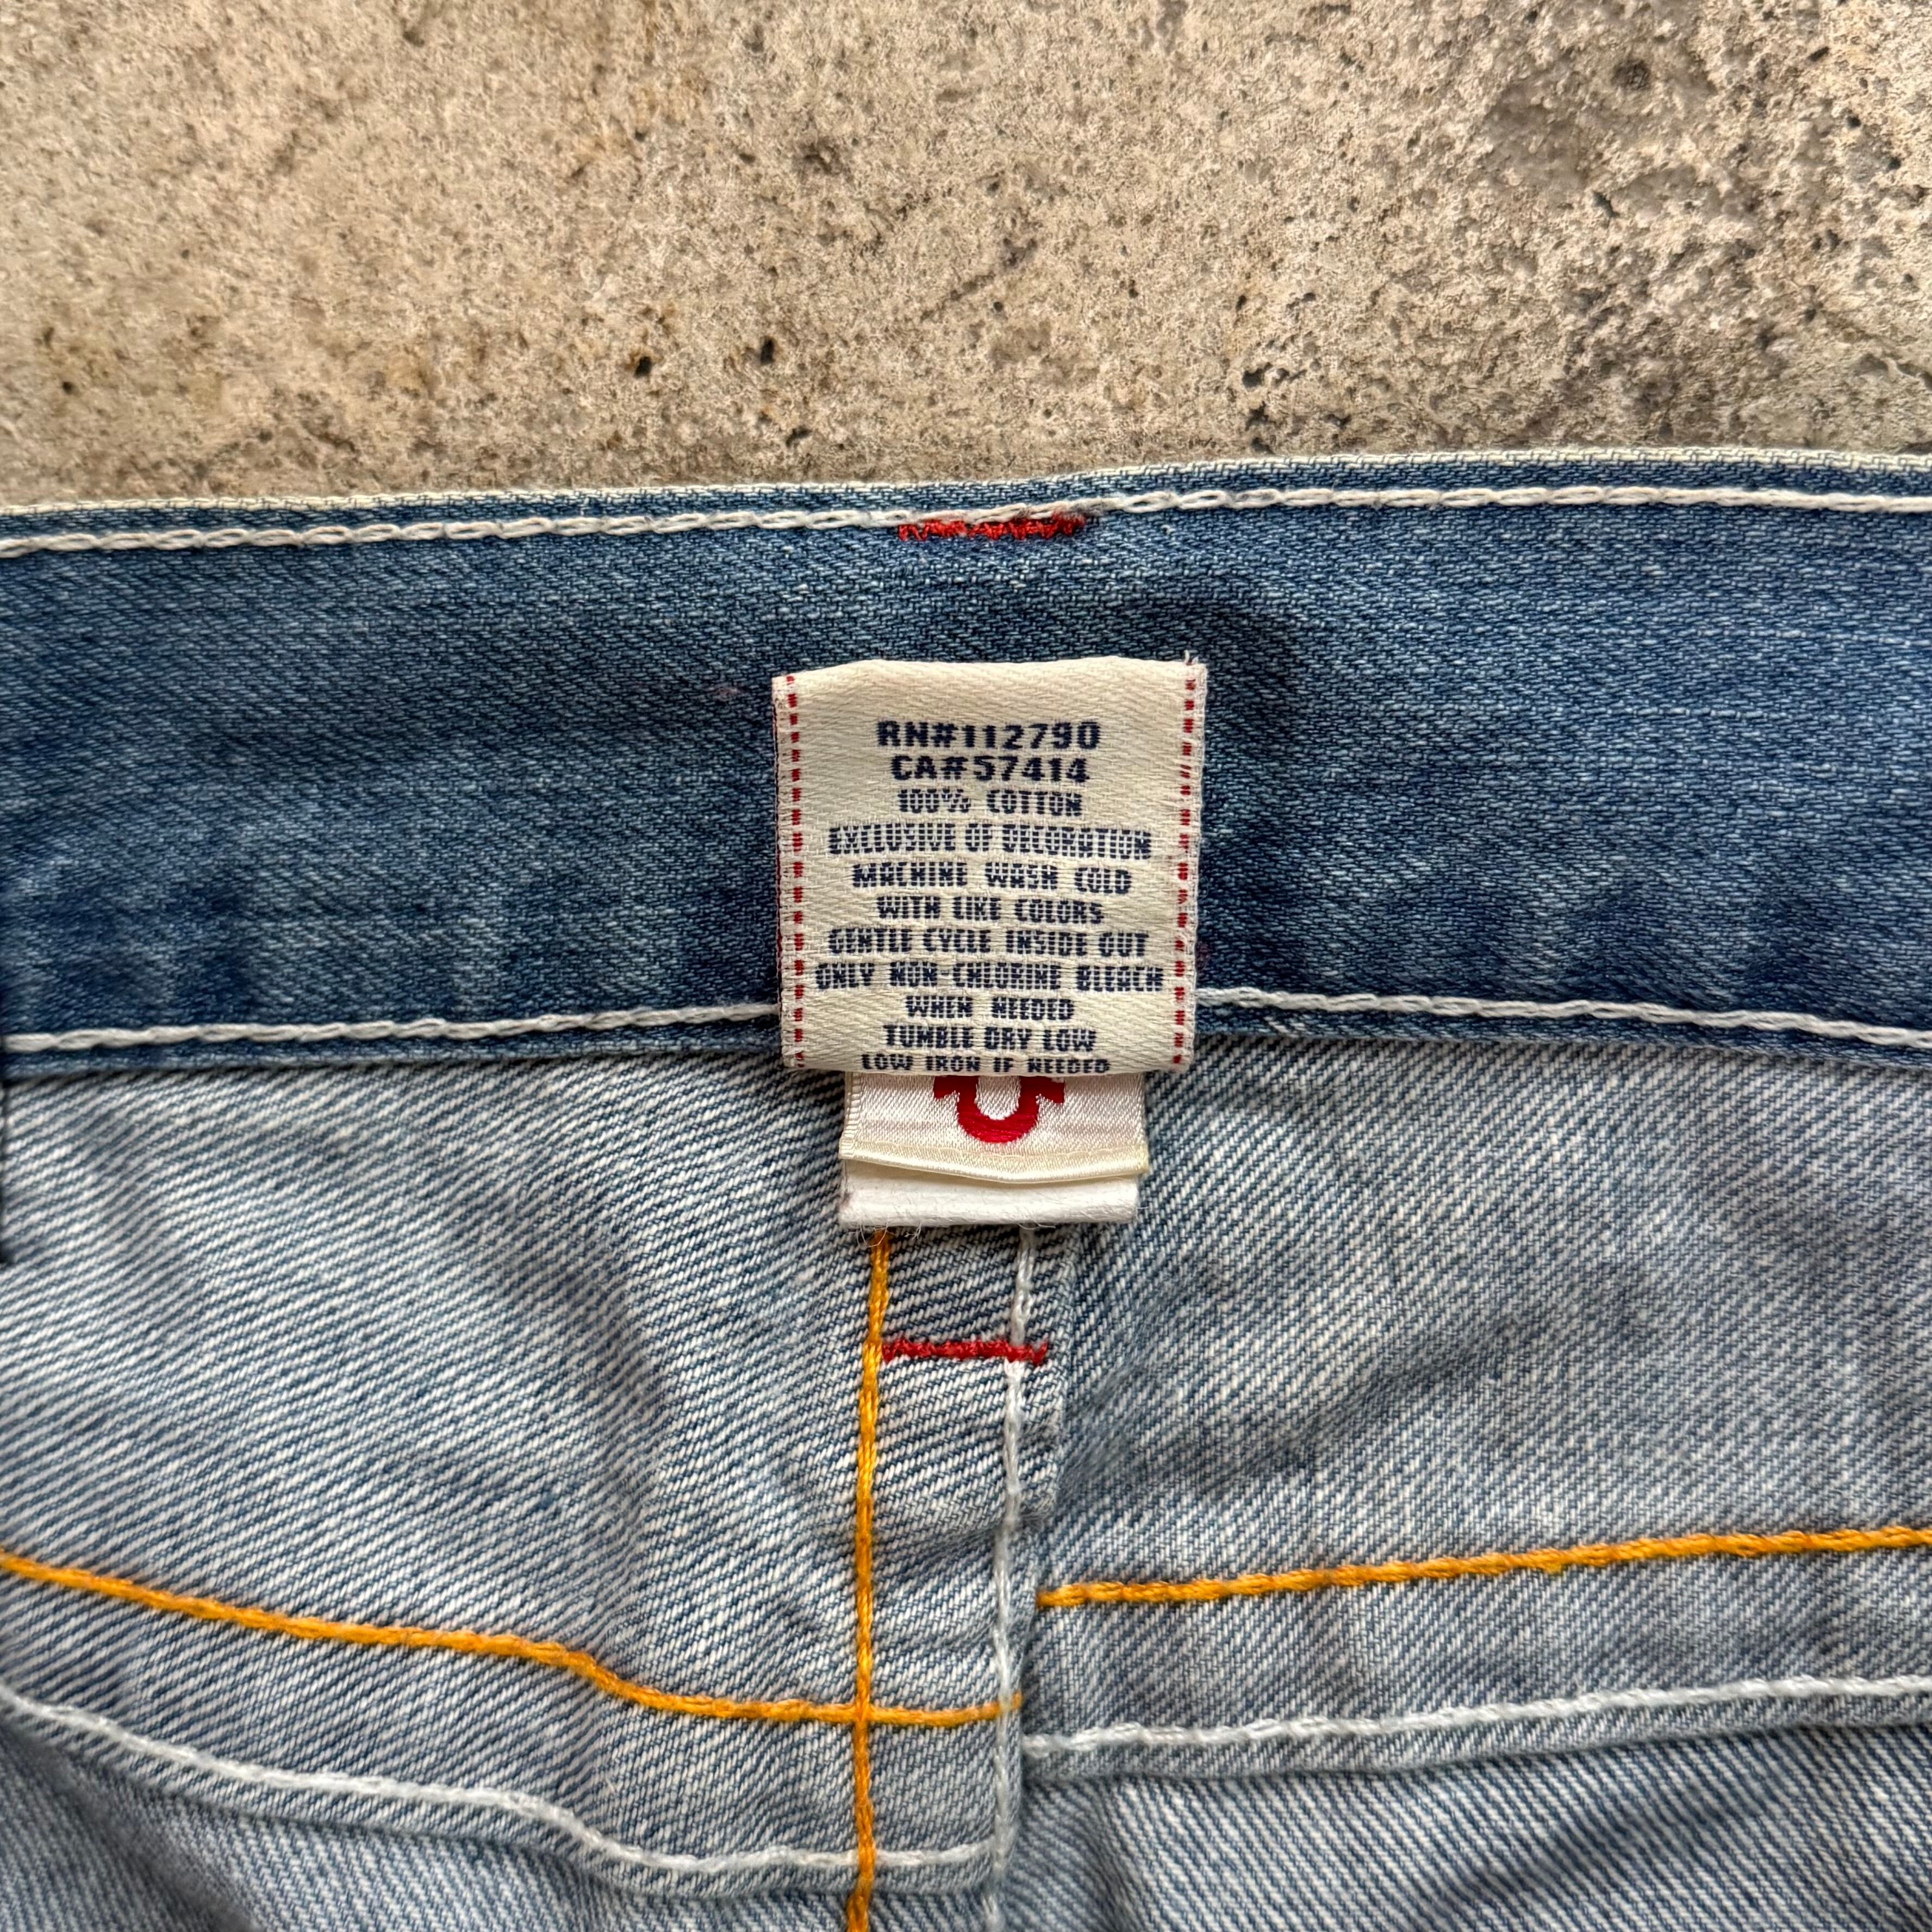 RN#112790
CA#57414
100% COTTON
EXCLUSIVE OF DECORATION
MACHINE WASH COLD
WITH LIKE COLORS
GENTLE CYCLE INSIDE OUT
ONLY NON-CHLORINE BLEACH
WHEN NEEDED
TUMBLE DRY LOW
LOW IRON IF NEEDED